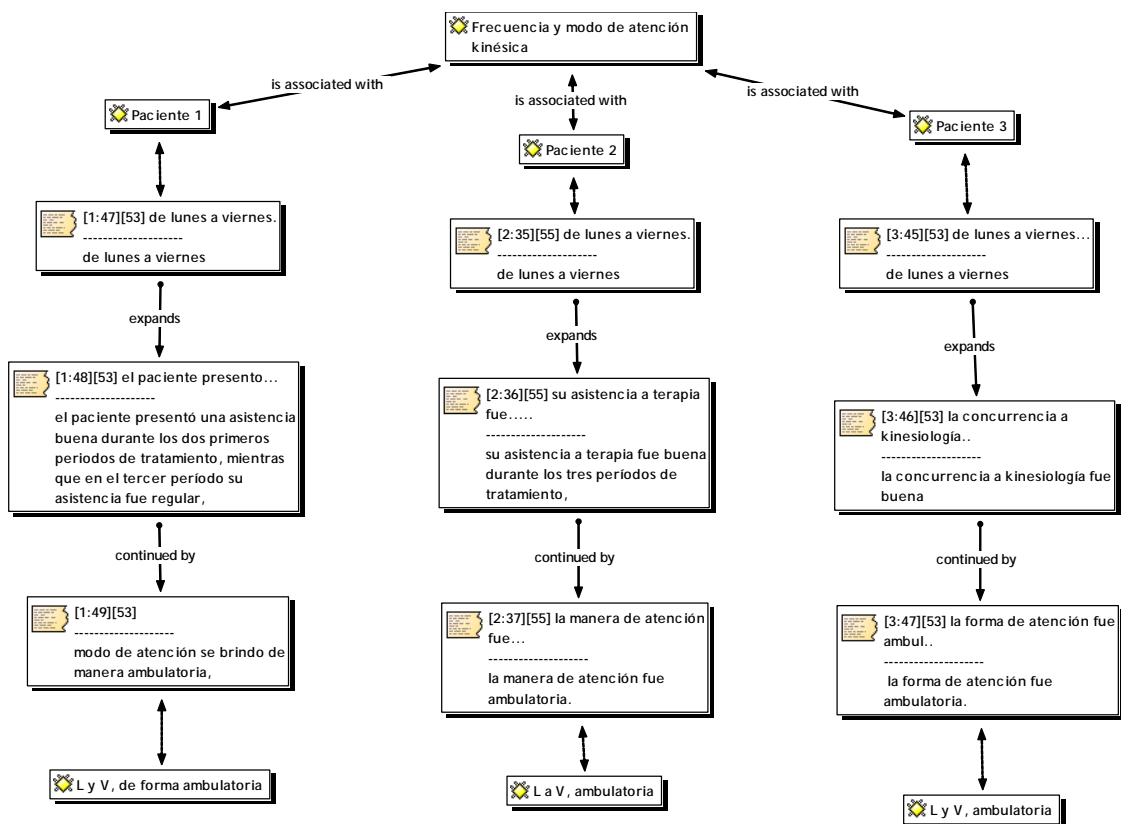 Frecuencia y modo de atención
kinésica
is associated with
is associated with
is associated with
Paciente 1
Paciente 2
Paciente 3
[1:47][53] de lunes a viernes.
--------------------
de lunes a viernes
expands
[1:48][53] el paciente presento...
--------------------
el paciente presentó una asistencia
buena durante los dos primeros
periodos de tratamiento, mientras
que en el tercer período su
asistencia fue regular,
continued by
[1:49][53]
--------------------
modo de atención se brindo de
manera ambulatoria,
L y V, de forma ambulatoria
[2:35][55] de lunes a viernes.
--------------------
de lunes a viernes
expands
[2:36][55] su asistencia a terapia
fue.....
--------------------
su asistencia a terapia fue buena
durante los tres períodos de
tratamiento,
continued by
[2:37][55] la manera de atención
fue...
--------------------
la manera de atención fue
ambulatoria.
L a V, ambulatoria
[3:45][53] de lunes a viernes...
--------------------
de lunes a viernes
expands
[3:46][53] la concurrencia a
kinesiología..
--------------------
la concurrencia a kinesiología fue
buena
continued by
[3:47][53] la forma de atención fue
ambul..
--------------------
la forma de atención fue
ambulatoria.
L y V, ambulatoria